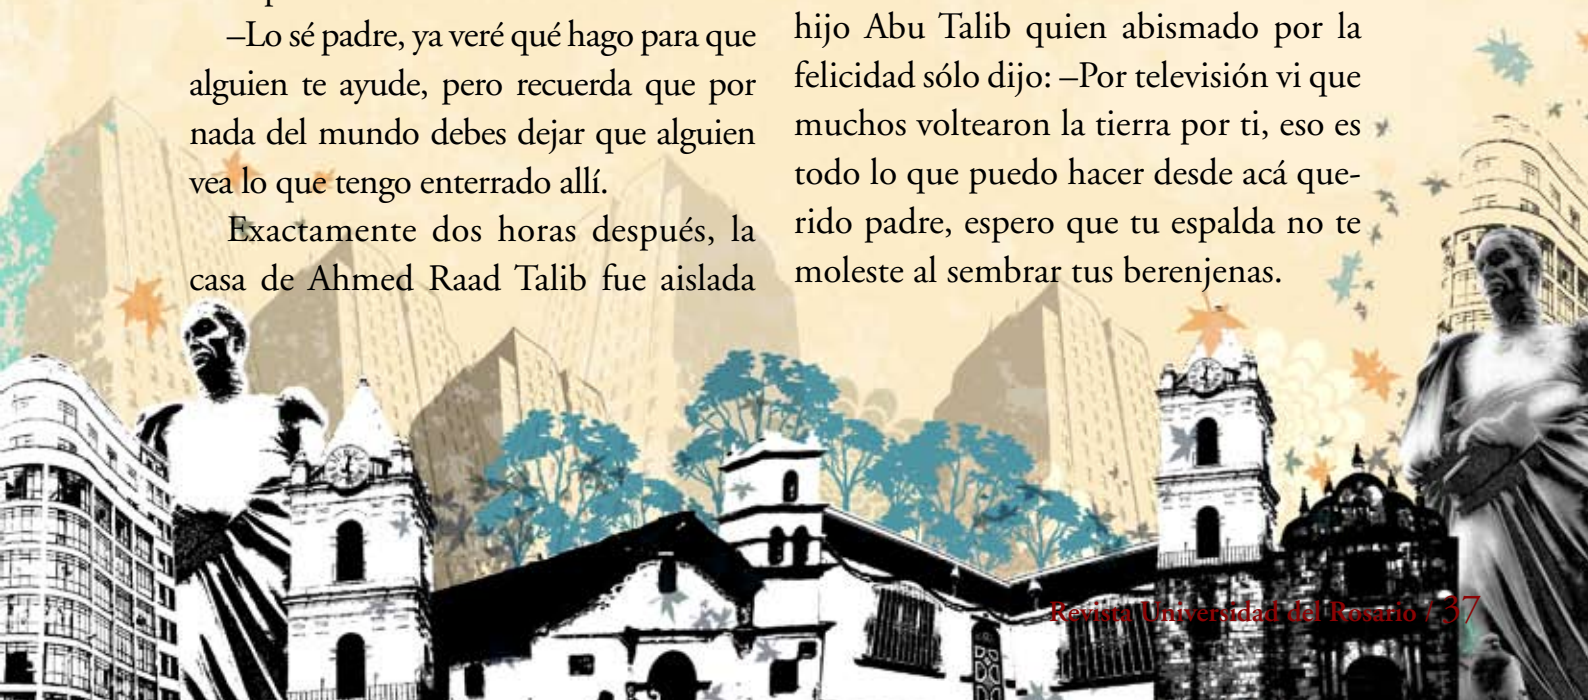 –Lo sé padre, ya veré qué hago para que
alguien te ayude, pero recuerda que por
nada del mundo debes dejar que alguien
vea lo que tengo enterrado allí.
Exactamente dos horas después, la
casa de Ahmed Raad Talib fue aislada
hijo Abu Talib quien abismado por la
felicidad sólo dijo: –Por televisión vi que
muchos voltearon la tierra por ti, eso es
todo lo que puedo hacer desde acá que-
rido padre, espero que tu espalda no te
moleste al sembrar tus berenjenas.
Revista Universidad del Rosario / 37